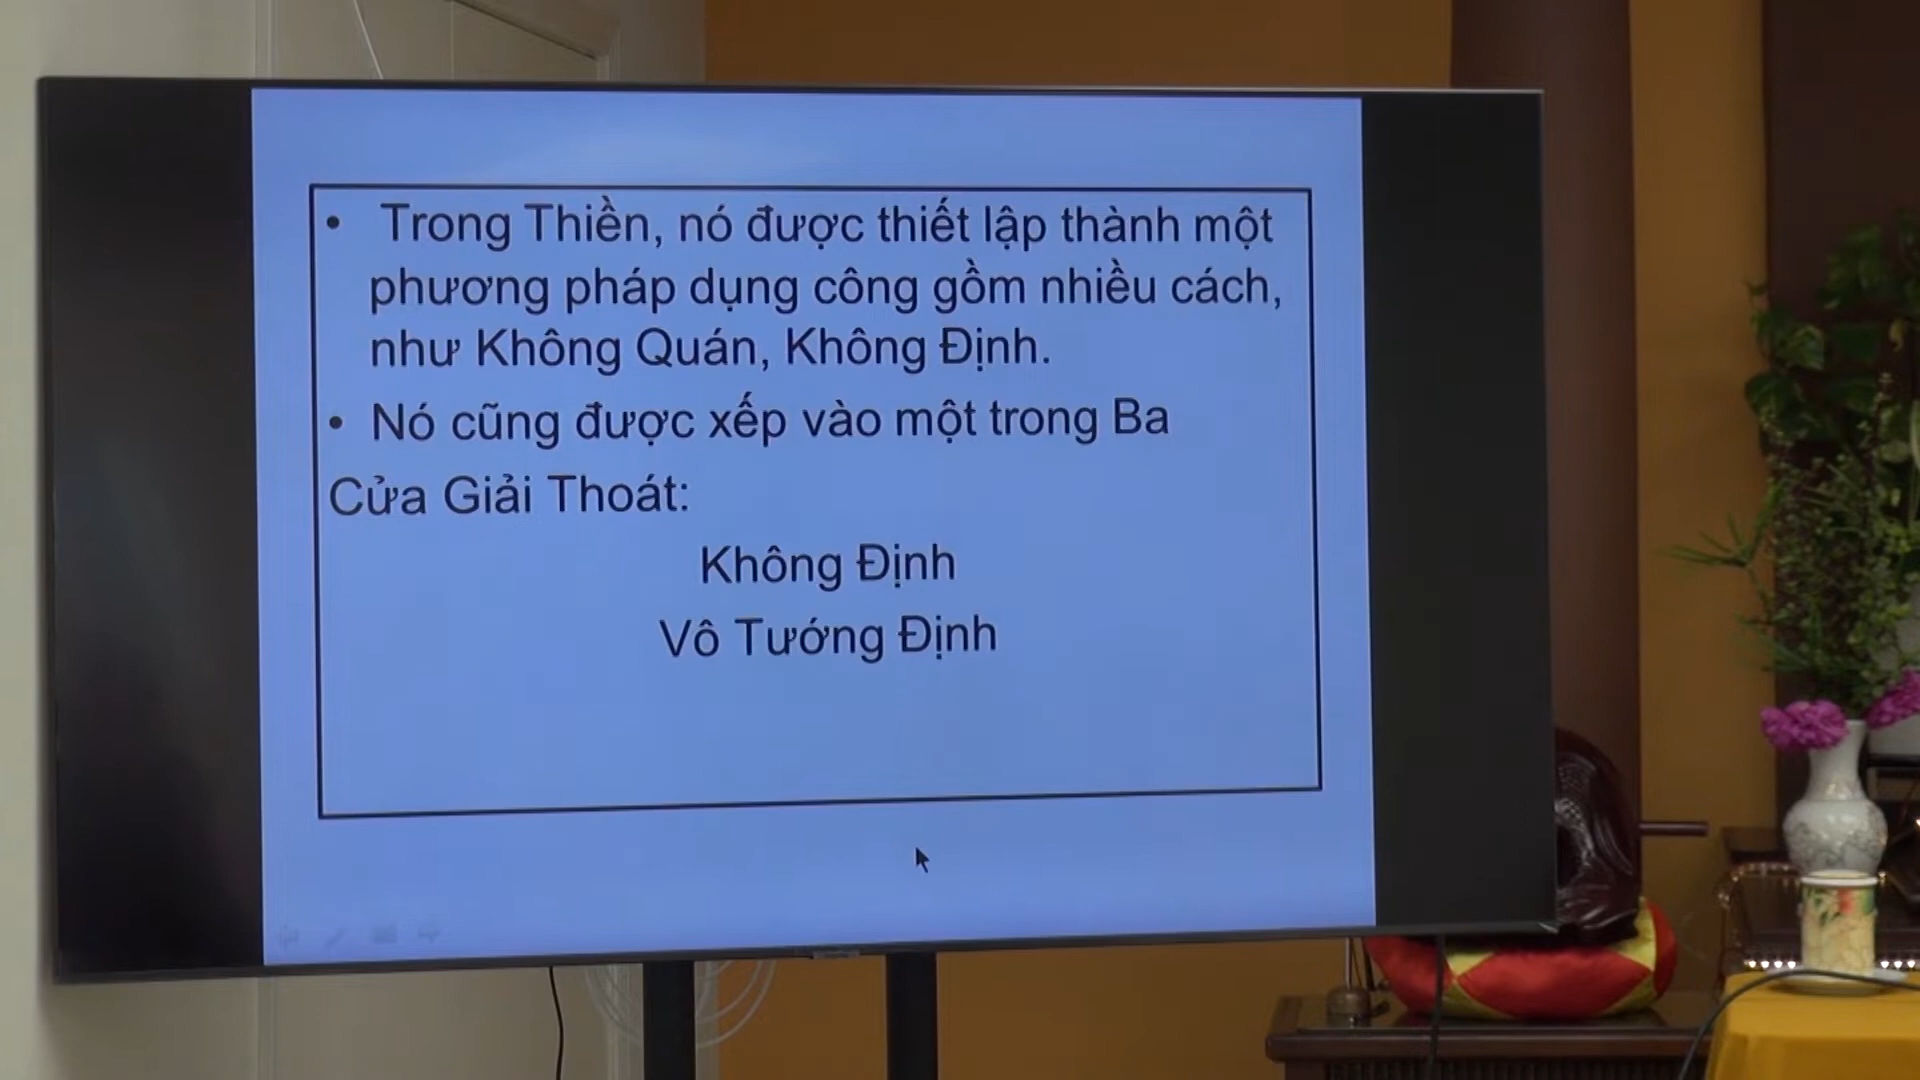 • Trong Thiền, nó được thiết lập thành một
phương pháp dụng công gồm nhiều cách,
như Không Quán, Không Định.
• Nó cũng được xếp vào một trong Ba
Cửa Giải Thoát:
Không Định
Vô Tướng Định